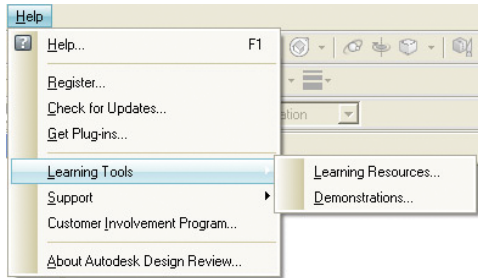 Help
Help... F1
Register...
Check for Updates...
ation
Get Plug-ins...
Learning Tools
Learning Resources...
Support
Demonstrations...
Customer Involvement Program...
About Autodesk Design Review...